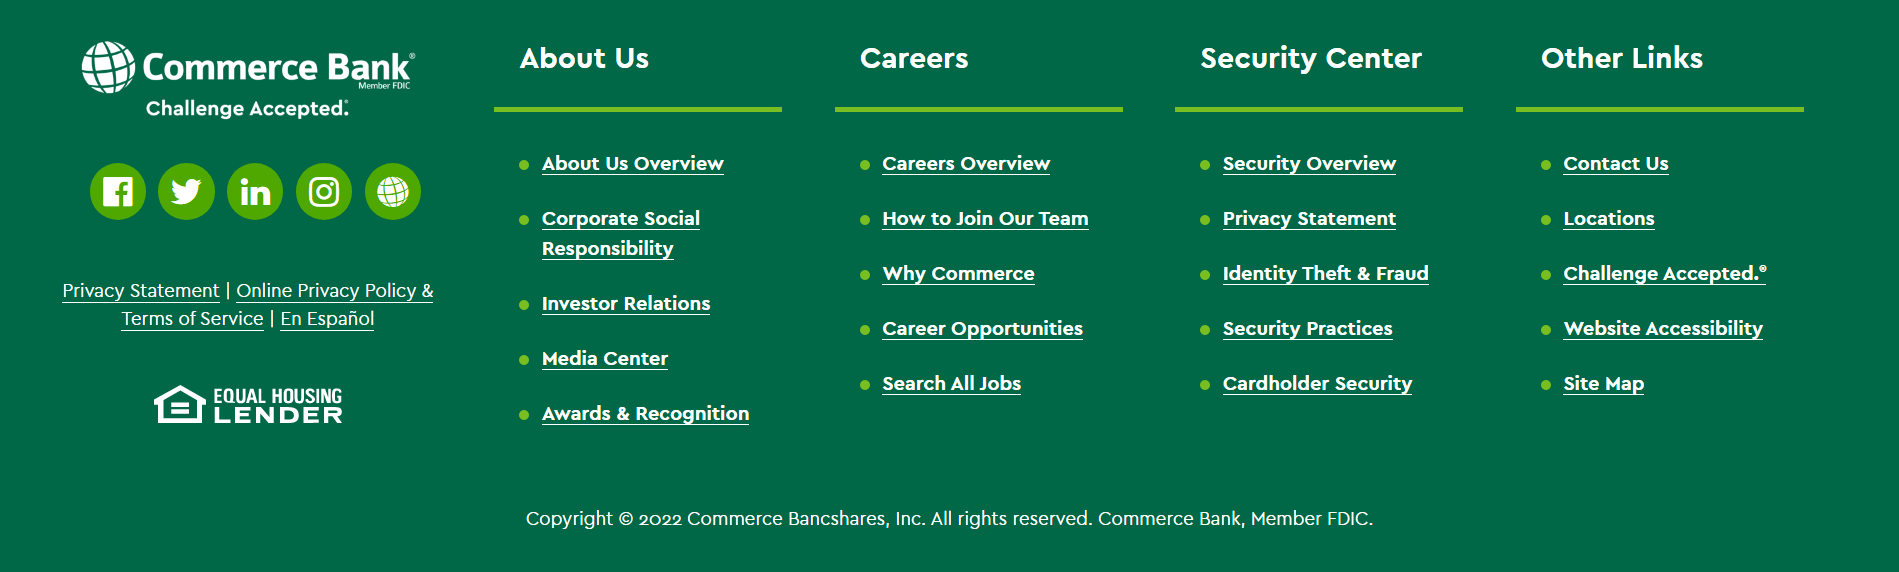 Commerce Bank®
Member FDIC
Challenge Accepted.®
Privacy Statement | Online Privacy Policy &
Terms of Service | En Español
EQUAL HOUSING
LENDER
About Us
About Us Overview
Corporate Social
Responsibility
Investor Relations
Media Center
Awards & Recognition
Careers
Careers Overview
How to Join Our Team
Why Commerce
Career Opportunities
Search All Jobs
Security Center
Security Overview
Privacy Statement
Identity Theft & Fraud
Security Practices
Cardholder Security
Other Links
Contact Us
Locations
Challenge Accepted.®
Website Accessibility
Site Map
Copyright © 2022 Commerce Bancshares, Inc. All rights reserved. Commerce Bank, Member FDIC.